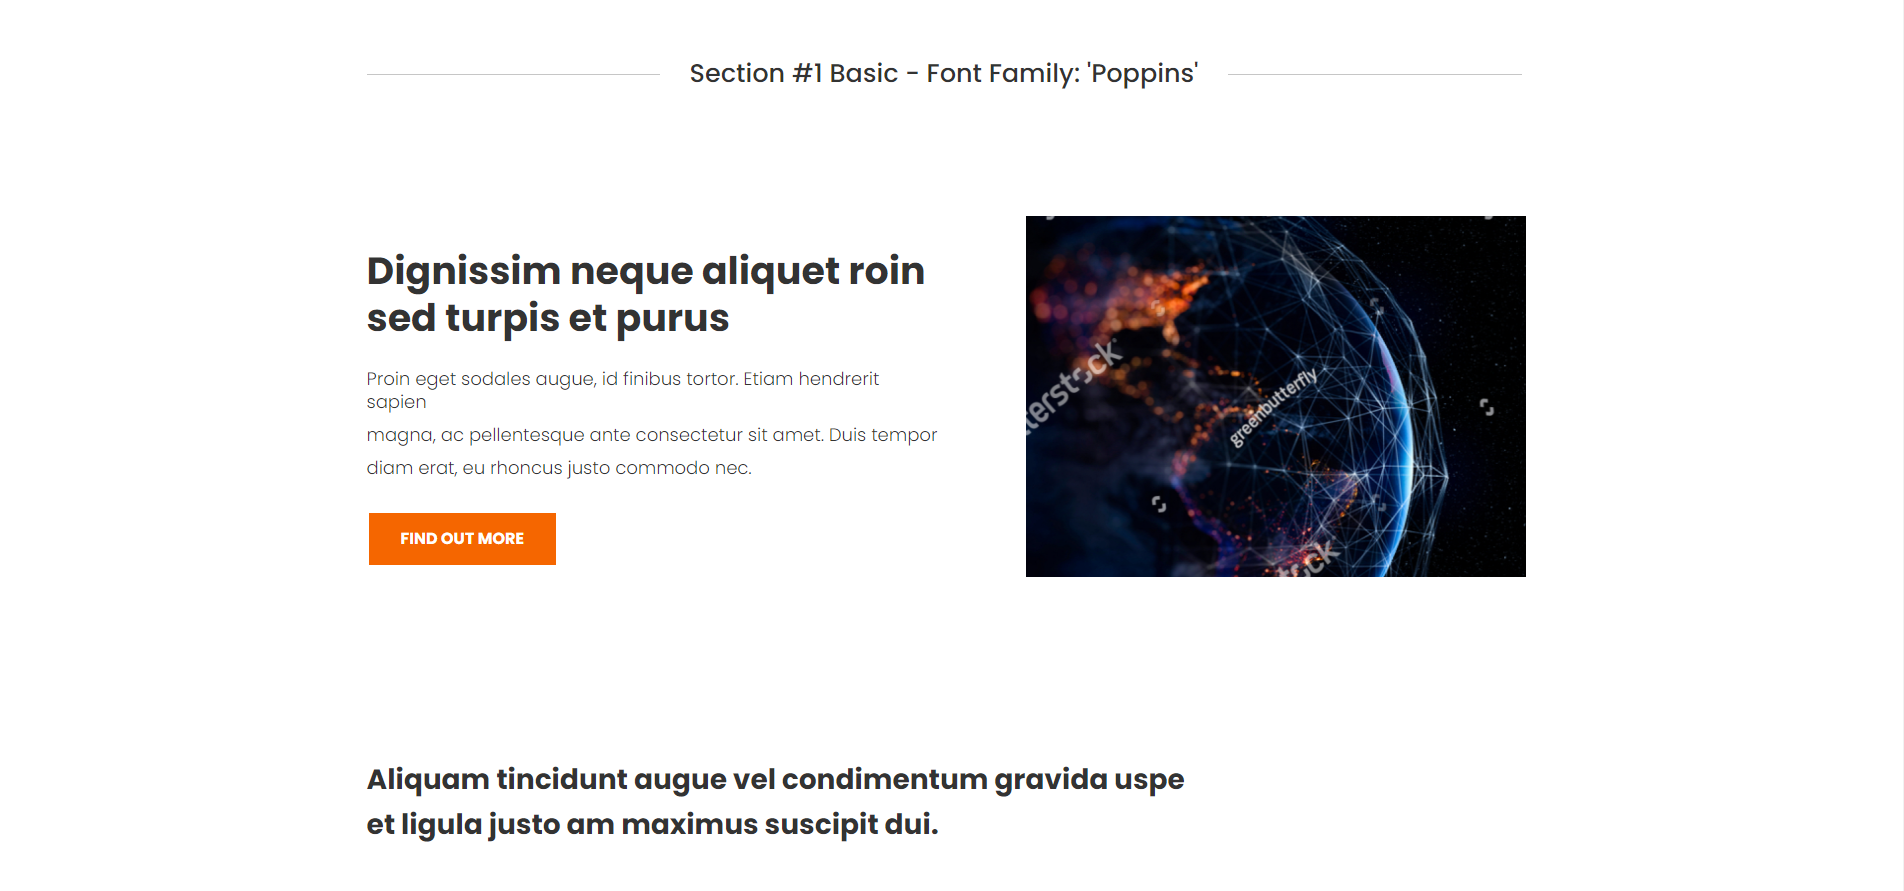 Section #1 Basic - Font Family: 'Poppins'
Dignissim neque aliquet roin
sed turpis et purus
Proin eget sodales augue, id finibus tortor. Etiam hendrerit
sapien
magna, ac pellentesque ante consectetur sit amet. Duis tempor
diam erat, eu rhoncus justo commodo nec.
FIND OUT MORE
terstock
greenbutterfly
stock
Aliquam tincidunt augue vel condimentum gravida uspe
et ligula justo am maximus suscipit dui.